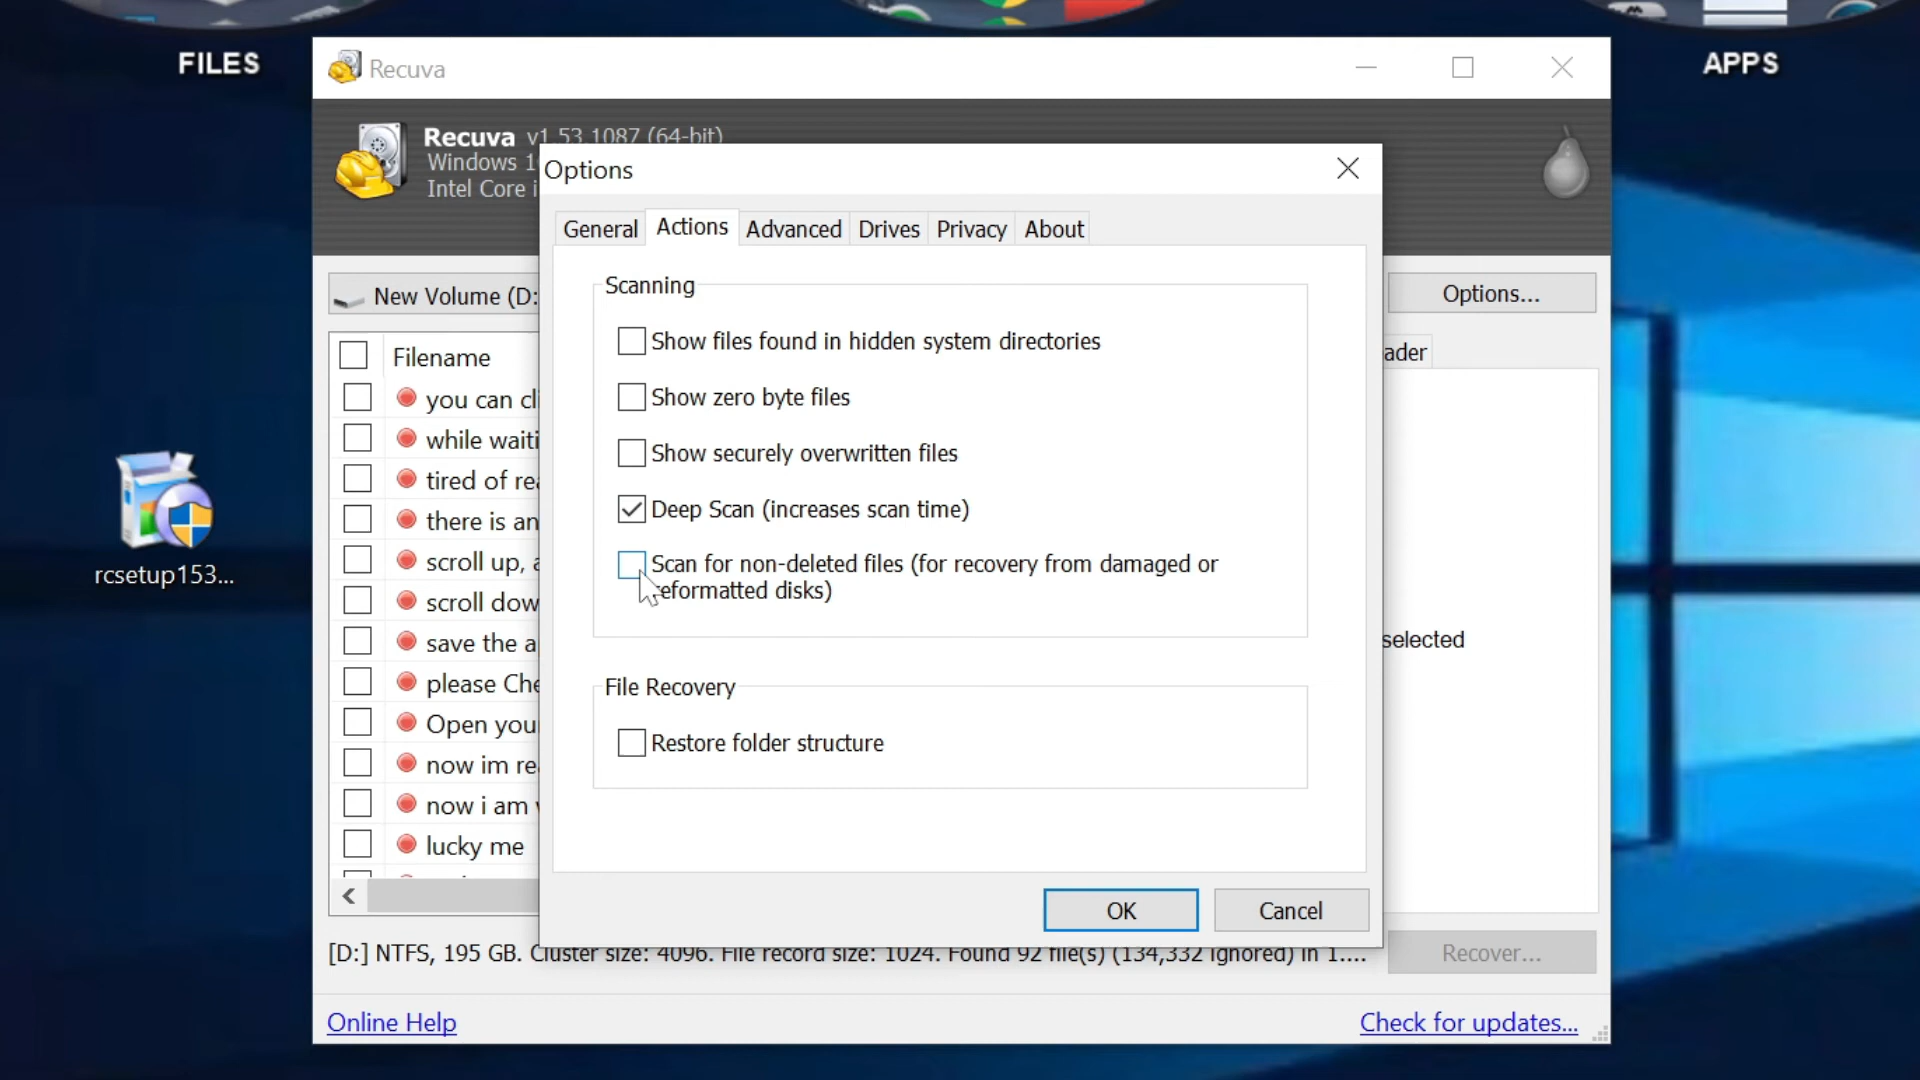 FILES
APPS
Recuva
Recuva v1.53.1087 (64-bit)
Windows 1
Intel Core i
Options
General Actions Advanced Drives Privacy About
Scanning
Show files found in hidden system directories
Show zero byte files
Show securely overwritten files
Deep Scan (increases scan time)
Scan for non-deleted files (for recovery from damaged or
reformatted disks)
File Recovery
Restore folder structure
OK
Cancel
New Volume (D:
Options...
ader
Filename
you can cli
while waiti
tired of rea
there is an
scroll up, a
scroll dow
save the a
please Che
Open your
now im re
now i am
lucky me
selected
[D:] NTFS, 195 GB. Cluster size: 4096. File record size: 1024. Found 92 file(s) (134,332 ignored) in 1....
Recover...
Online Help
Check for updates...
rcsetup153...